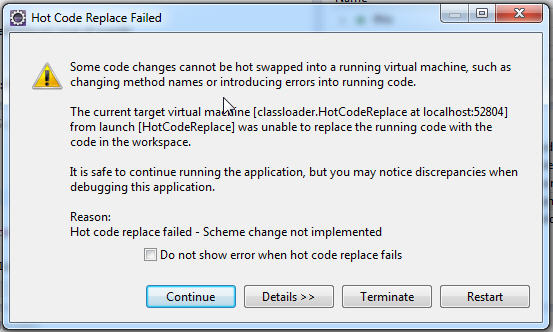 Name
Hot Code Replace Failed
Some code changes cannot be hot swapped into a running virtual machine, such as
changing method names or introducing errors into running code.
The current target virtual machine [classloader.HotCodeReplace at localhost:52804]
from launch [HotCodeReplace] was unable to replace the running code with the
code in the workspace.
It is safe to continue running the application, but you may notice discrepancies when
debugging this application.
Reason:
Hot code replace failed - Scheme change not implemented
Do not show error when hot code replace fails
Continue
Details >>
Terminate
Restart